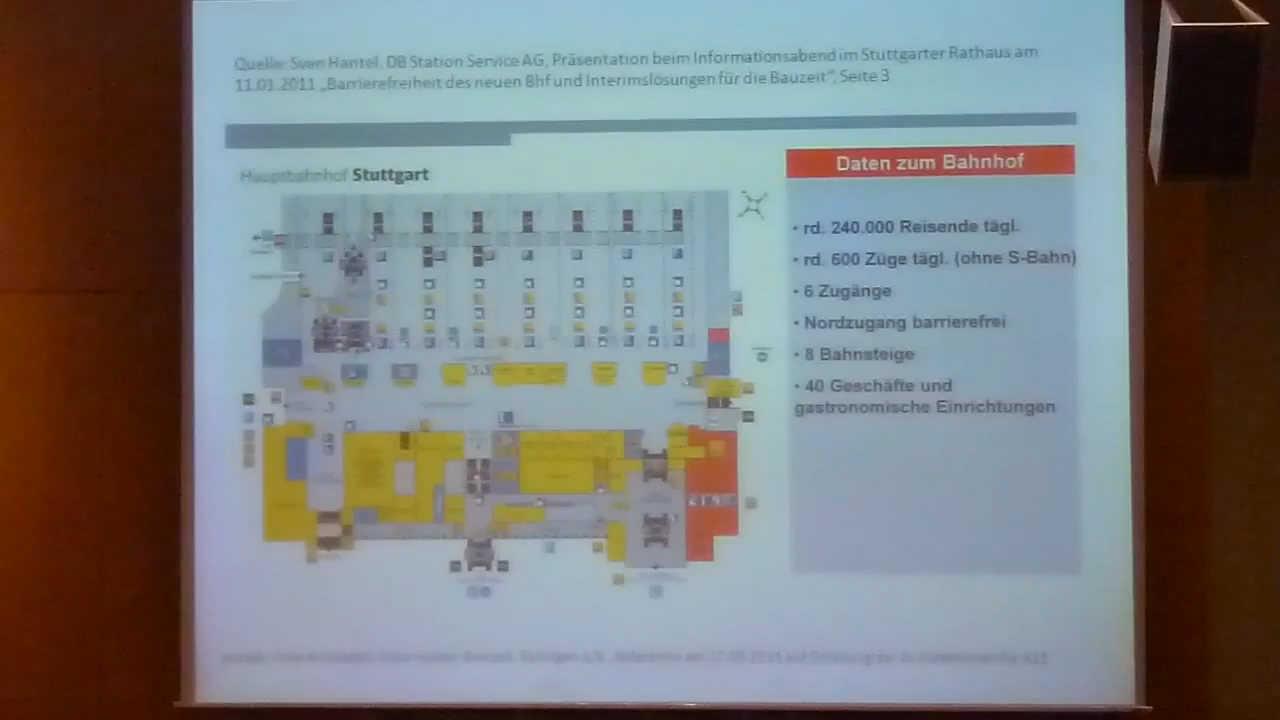 Quelle: Sven Hantel, DB Station Service AG, Präsentation beim Informationsabend im Stuttgarter Rathaus am
11.01.2011 „Barrierefreiheit des neuen Bhf und Interimslösungen für die Bauzeit", Seite 3
Hauptbahnhof Stuttgart
Daten zum Bahnhof
• rd. 240.000 Reisende tägl.
• rd. 600 Züge tägl. (ohne S-Bahn)
• 6 Zugänge
• Nordzugang barrierefrei
• 8 Bahnsteige
• 40 Geschäfte und
gastronomische Einrichtungen